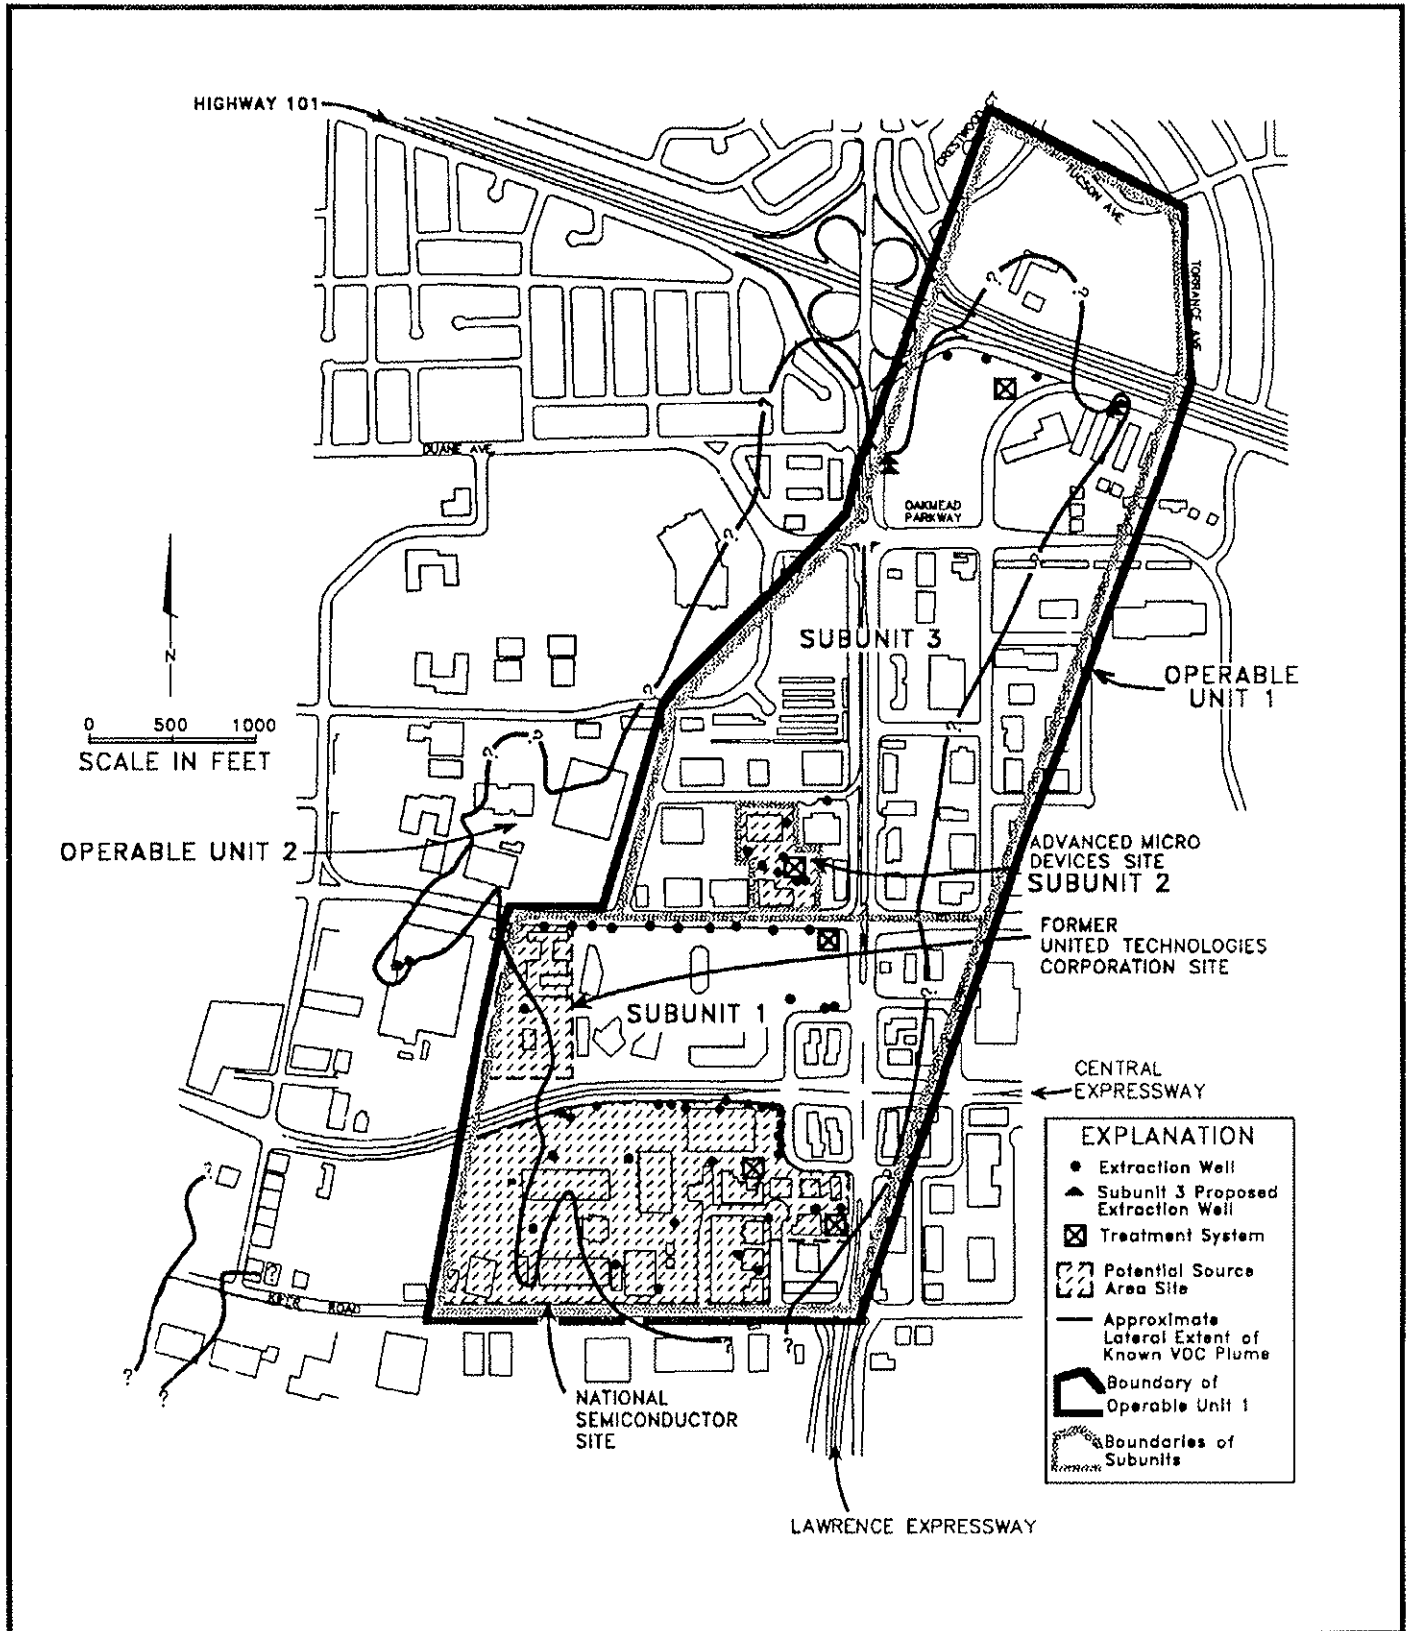 HIGHWAY 101
CRESTWOOD
TUCSON AVE
TORRANCE AVE
DUANE AVE
OAKMEAD
PARKWAY
N
SUBUNIT 3
OPERABLE
UNIT 1
0 500 1000
SCALE IN FEET
OPERABLE UNIT 2
ADVANCED MICRO
DEVICES SITE
SUBUNIT 2
FORMER
UNITED TECHNOLOGIES
CORPORATION SITE
SUBUNIT 1
CENTRAL
EXPRESSWAY
EXPLANATION
Extraction Well
Subunit 3 Proposed
Extraction Well
Treatment System
Potential Source
Area Site
Approximate
Lateral Extent of
Known VOC Plume
Boundary of
Operable Unit 1
Boundaries of
Subunits
ROAD
NATIONAL
SEMICONDUCTOR
SITE
LAWRENCE EXPRESSWAY